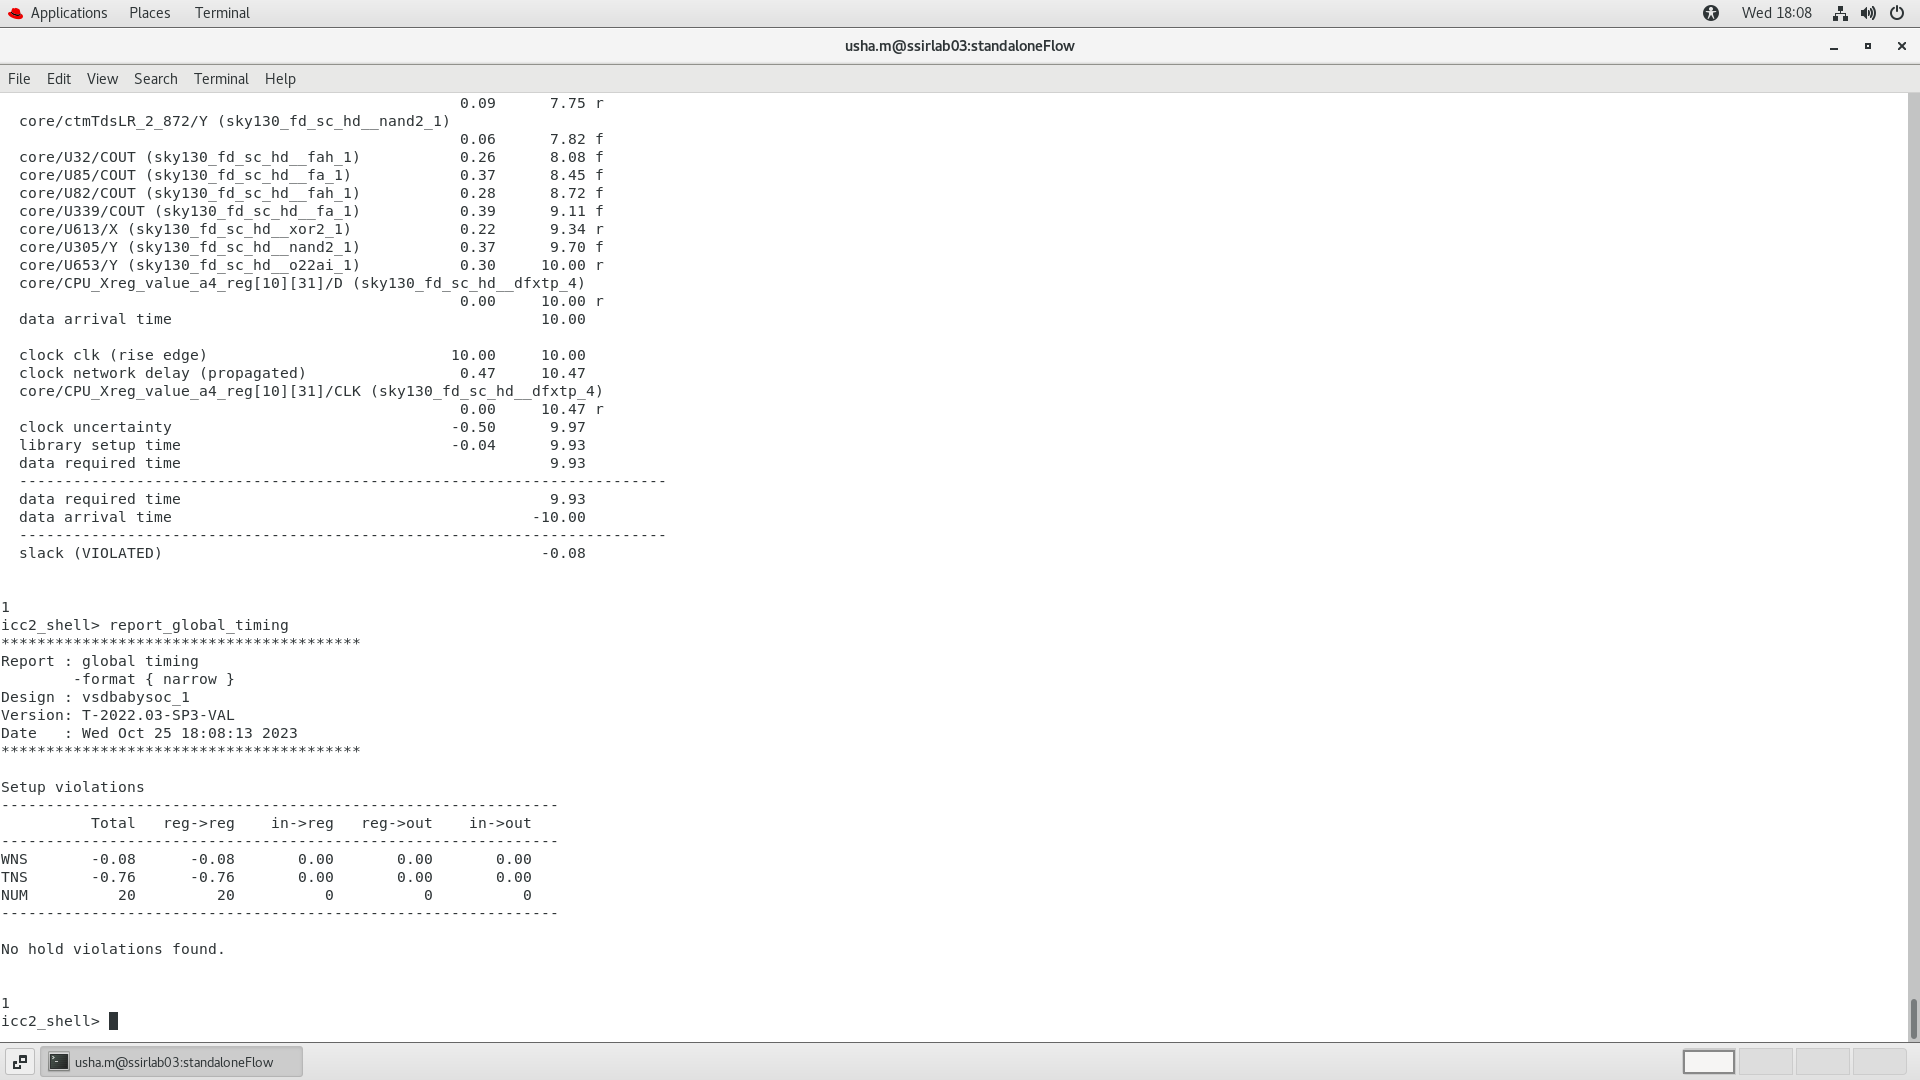 Applications Places Terminal Wed 18:08
usha.m@ssirlab03:standaloneFlow
File Edit View Search Terminal Help
0.09 7.75 r
core/ctmTdsLR_2_872/Y (sky130_fd_sc_hd__nand2_1)
0.06 7.82 f
core/U32/COUT (sky130_fd_sc_hd__fah_1) 0.26 8.08 f
core/U85/COUT (sky130_fd_sc_hd__fa_1) 0.37 8.45 f
core/U82/COUT (sky130_fd_sc_hd__fah_1) 0.28 8.72 f
core/U339/COUT (sky130_fd_sc_hd__fa_1) 0.39 9.11 f
core/U613/X (sky130_fd_sc_hd__xor2_1) 0.22 9.34 r
core/U305/Y (sky130_fd_sc_hd__nand2_1) 0.37 9.70 f
core/U653/Y (sky130_fd_sc_hd__o22ai_1) 0.30 10.00 r
core/CPU_Xreg_value_a4_reg[10][31]/D (sky130_fd_sc_hd__dfxtp_4)
0.00 10.00 r
data arrival time 10.00
clock clk (rise edge) 10.00 10.00
clock network delay (propagated) 0.47 10.47
core/CPU_Xreg_value_a4_reg[10][31]/CLK (sky130_fd_sc_hd__dfxtp_4)
0.00 10.47 r
clock uncertainty -0.50 9.97
library setup time -0.04 9.93
data required time 9.93
------------------------------------------------------------------------
data required time 9.93
data arrival time -10.00
------------------------------------------------------------------------
slack (VIOLATED) -0.08
1
icc2_shell> report_global_timing
****************************************
Report : global timing
-format { narrow }
Design : vsdbabysoc_1
Version: T-2022.03-SP3-VAL
Date : Wed Oct 25 18:08:13 2023
****************************************
Setup violations
--------------------------------------------------------------
Total reg->reg in->reg reg->out in->out
--------------------------------------------------------------
WNS -0.08 -0.08 0.00 0.00 0.00
TNS -0.76 -0.76 0.00 0.00 0.00
NUM 20 20 0 0 0
--------------------------------------------------------------
No hold violations found.
1
icc2_shell>
usha.m@ssirlab03:standaloneFlow